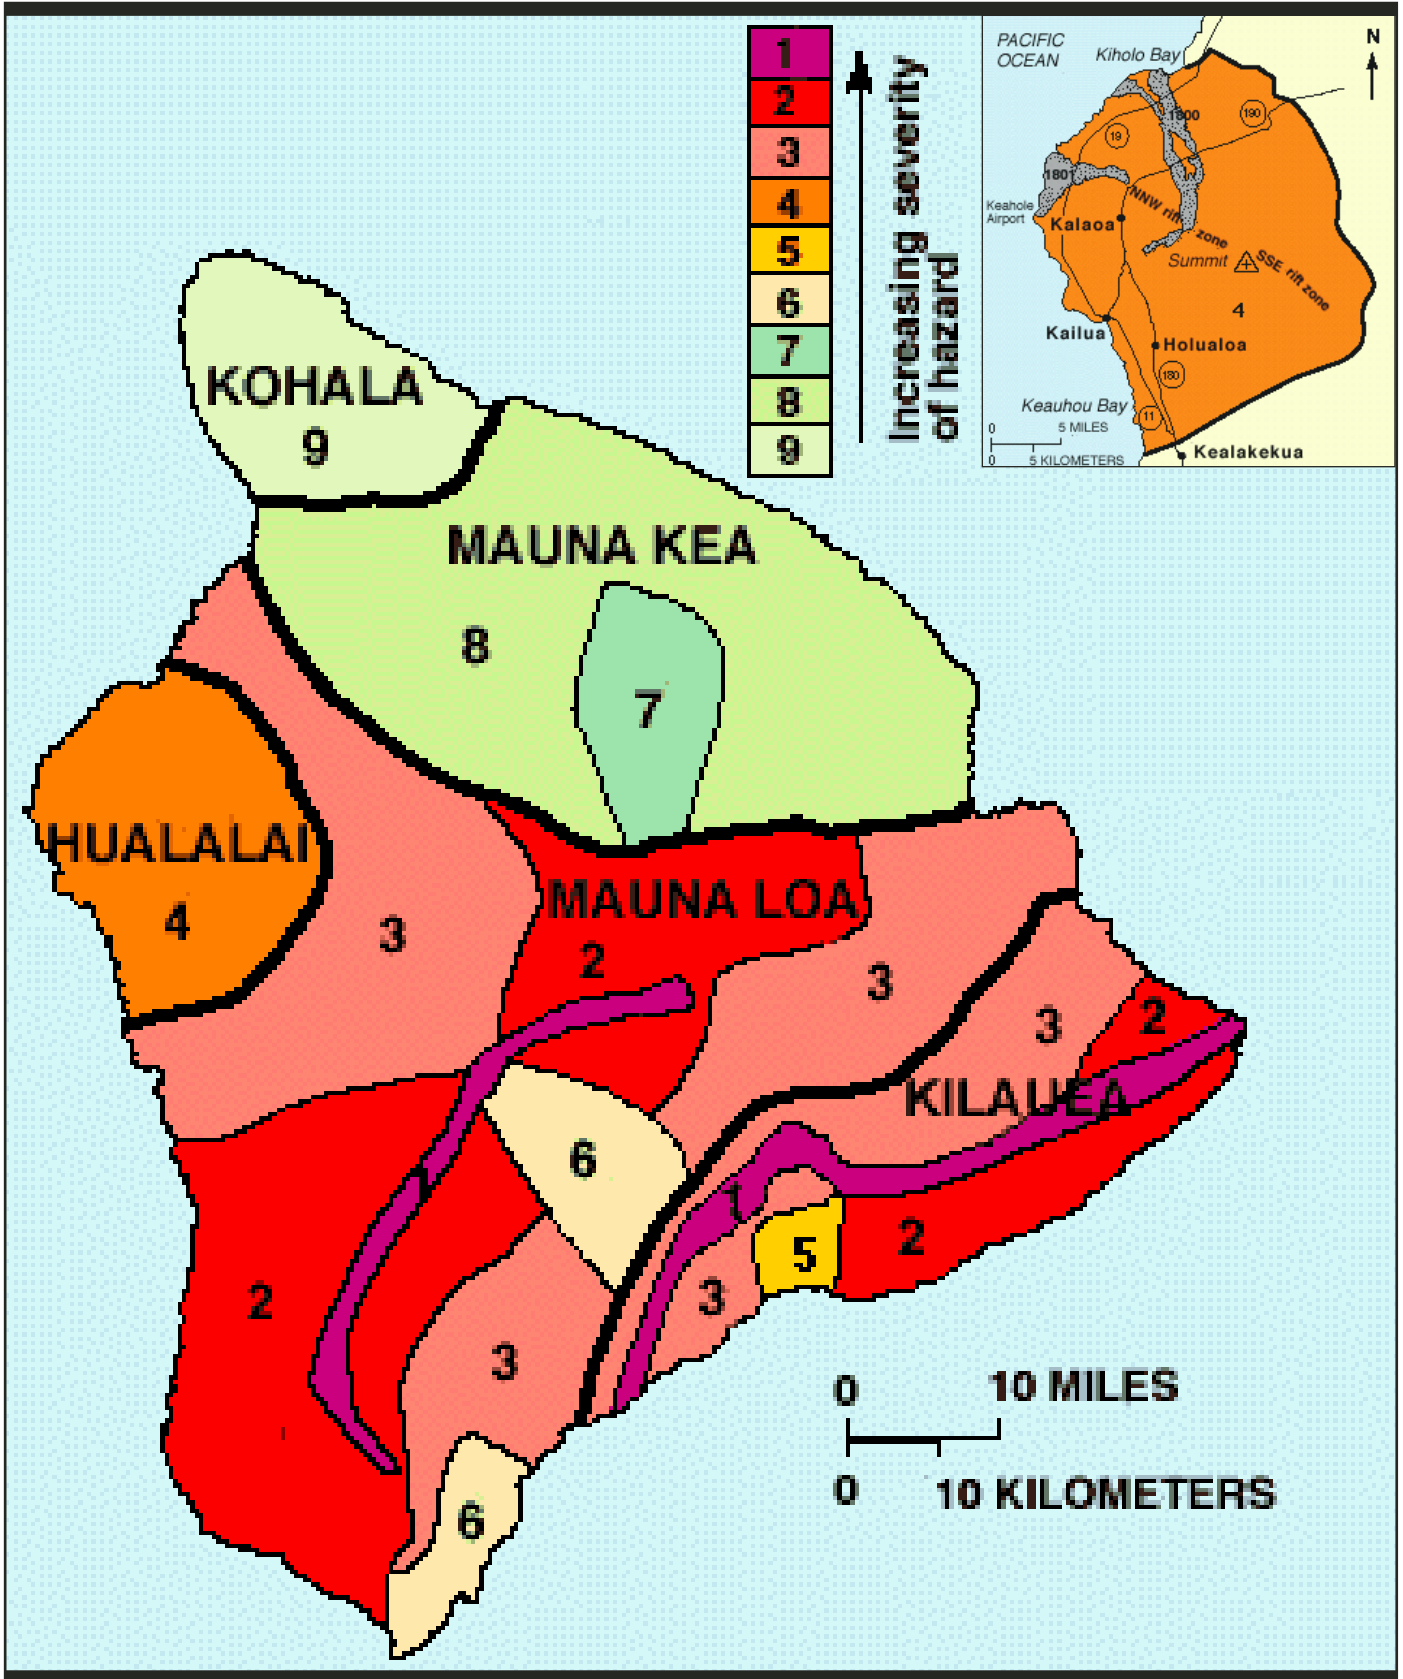 1
2
3
4
5
6
7
8
9
Increasing severity
of hazard
PACIFIC
OCEAN
Kiholo Bay
N
1800
190
19
1801
Keahole
Airport
NNW rift zone
Kalaoa
Summit
SSE rift zone
4
Kailua
Holualoa
180
Keauhou Bay
11
0 5 MILES
0 5 KILOMETERS
Kealakekua
KOHALA
9
MAUNA KEA
8
7
HUALALAI
4
3
MAUNA LOA
2
3
3
2
KILAUEA
6
1
2
5
2
3
3
6
0 10 MILES
0 10 KILOMETERS